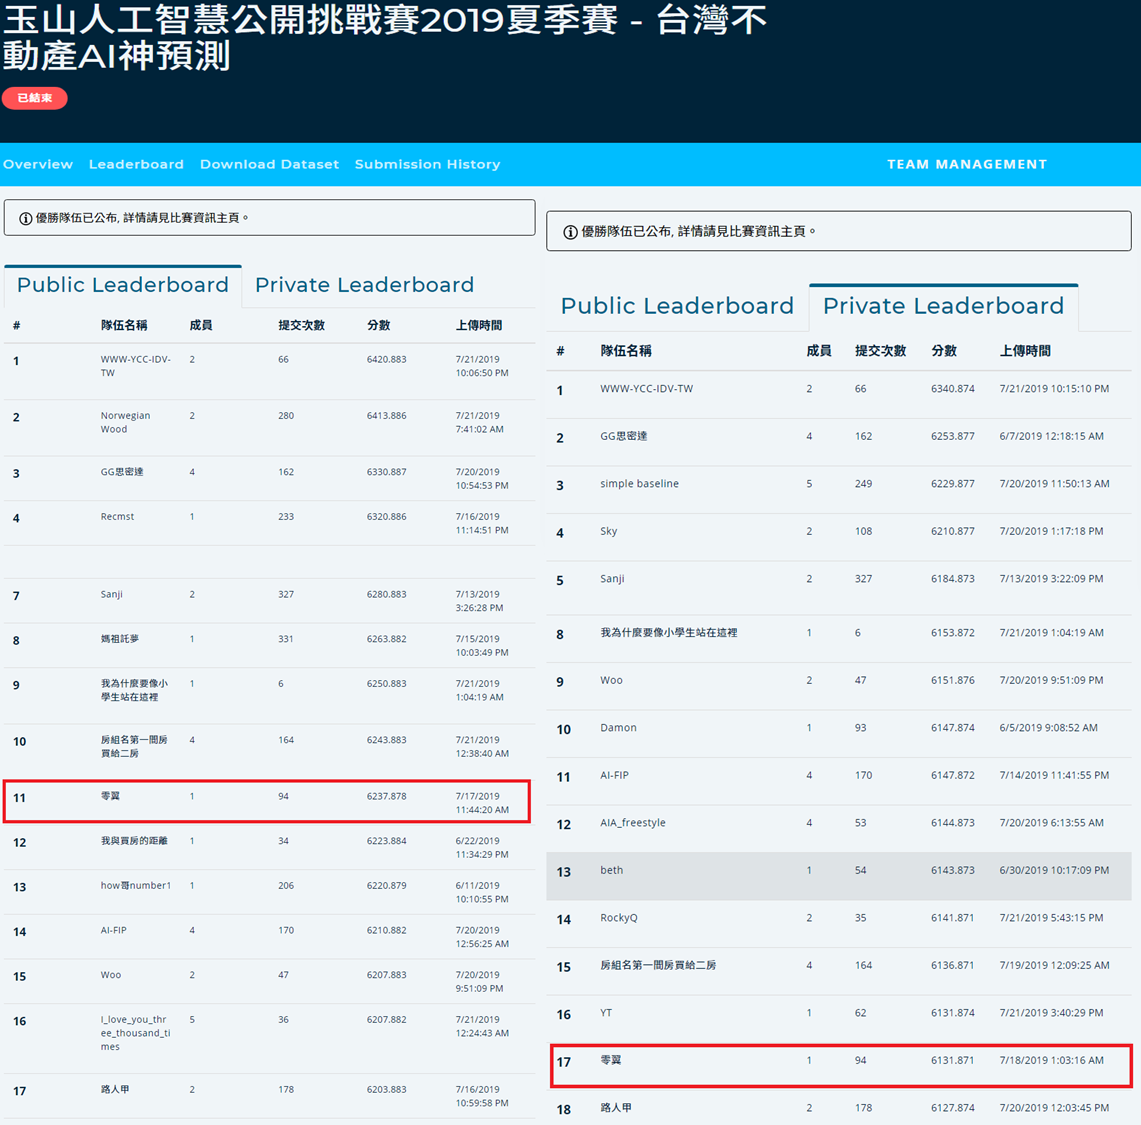 玉山人工智慧公開挑戰賽2019夏季賽 - 台灣不
動產AI神預測
已結束
Overview Leaderboard Download Dataset Submission History TEAM MANAGEMENT
優勝隊伍已公布, 詳情請見比賽資訊主頁。
Public Leaderboard Private Leaderboard
# 隊伍名稱 成員 提交次數 分數 上傳時間
1 WWW-YCC-IDV- 2 66 6420.883 7/21/2019
TW 10:06:50 PM
2 Norwegian 2 280 6413.886 7/21/2019
Wood 7:41:02 AM
3 GG思密達 4 162 6330.887 7/20/2019
10:54:53 PM
4 Recmst 1 233 6320.886 7/16/2019
11:14:51 PM
7 Sanji 2 327 6280.883 7/13/2019
3:26:28 PM
8 媽祖託夢 1 331 6263.882 7/15/2019
10:03:49 PM
9 我為什麼要像小 1 6 6250.883 7/21/2019
學生站在這裡 1:04:19 AM
10 房組名第一間房 4 164 6243.883 7/21/2019
買給二房 12:38:40 AM
11 零翼 1 94 6237.878 7/17/2019
11:44:20 AM
12 我與買房的距離 1 34 6223.884 6/22/2019
11:34:29 PM
13 how哥number1 1 206 6220.879 6/11/2019
10:10:55 PM
14 AI-FIP 4 170 6210.882 7/20/2019
12:56:25 AM
15 Woo 2 47 6207.883 7/20/2019
9:51:09 PM
16 I_love_you_thr 5 36 6207.882 7/21/2019
ee_thousand_ti 12:24:43 AM
mes
17 路人甲 2 178 6203.883 7/16/2019
10:59:58 PM
優勝隊伍已公布, 詳情請見比賽資訊主頁。
Public Leaderboard Private Leaderboard
# 隊伍名稱 成員 提交次數 分數 上傳時間
1 WWW-YCC-IDV-TW 2 66 6340.874 7/21/2019 10:15:10 PM
2 GG思密達 4 162 6253.877 6/7/2019 12:18:15 AM
3 simple baseline 5 249 6229.877 7/20/2019 11:50:13 AM
4 Sky 2 108 6210.877 7/20/2019 1:17:18 PM
5 Sanji 2 327 6184.873 7/13/2019 3:22:09 PM
8 我為什麼要像小學生站在這裡 1 6 6153.872 7/21/2019 1:04:19 AM
9 Woo 2 47 6151.876 7/20/2019 9:51:09 PM
10 Damon 1 93 6147.874 6/5/2019 9:08:52 AM
11 AI-FIP 4 170 6147.872 7/14/2019 11:41:55 PM
12 AIA_freestyle 4 53 6144.873 7/20/2019 6:13:55 AM
13 beth 1 54 6143.873 6/30/2019 10:17:09 PM
14 RockyQ 2 35 6141.871 7/21/2019 5:43:15 PM
15 房組名第一間房買給二房 4 164 6136.871 7/19/2019 12:09:25 AM
16 YT 1 62 6131.874 7/21/2019 3:40:29 PM
17 零翼 1 94 6131.871 7/18/2019 1:03:16 AM
18 路人甲 2 178 6127.874 7/20/2019 12:03:45 PM